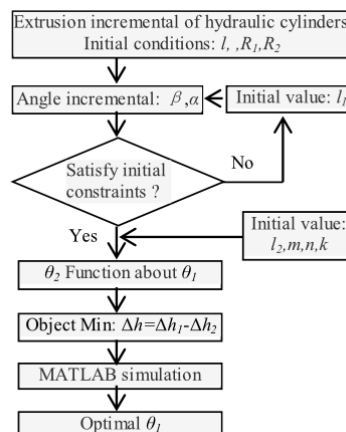 Extrusion incremental of hydraulic cylinders
Initial conditions: l, ,R₁,R₂
Angle incremental: β,α
Initial value: l₁
Satisfy initial
constraints ?
No
Yes
Initial value:
l₂,m,n,k
θ₂ Function about θ₁
Object Min: Δh=Δh₁-Δh₂
MATLAB simulation
Optimal θ₁